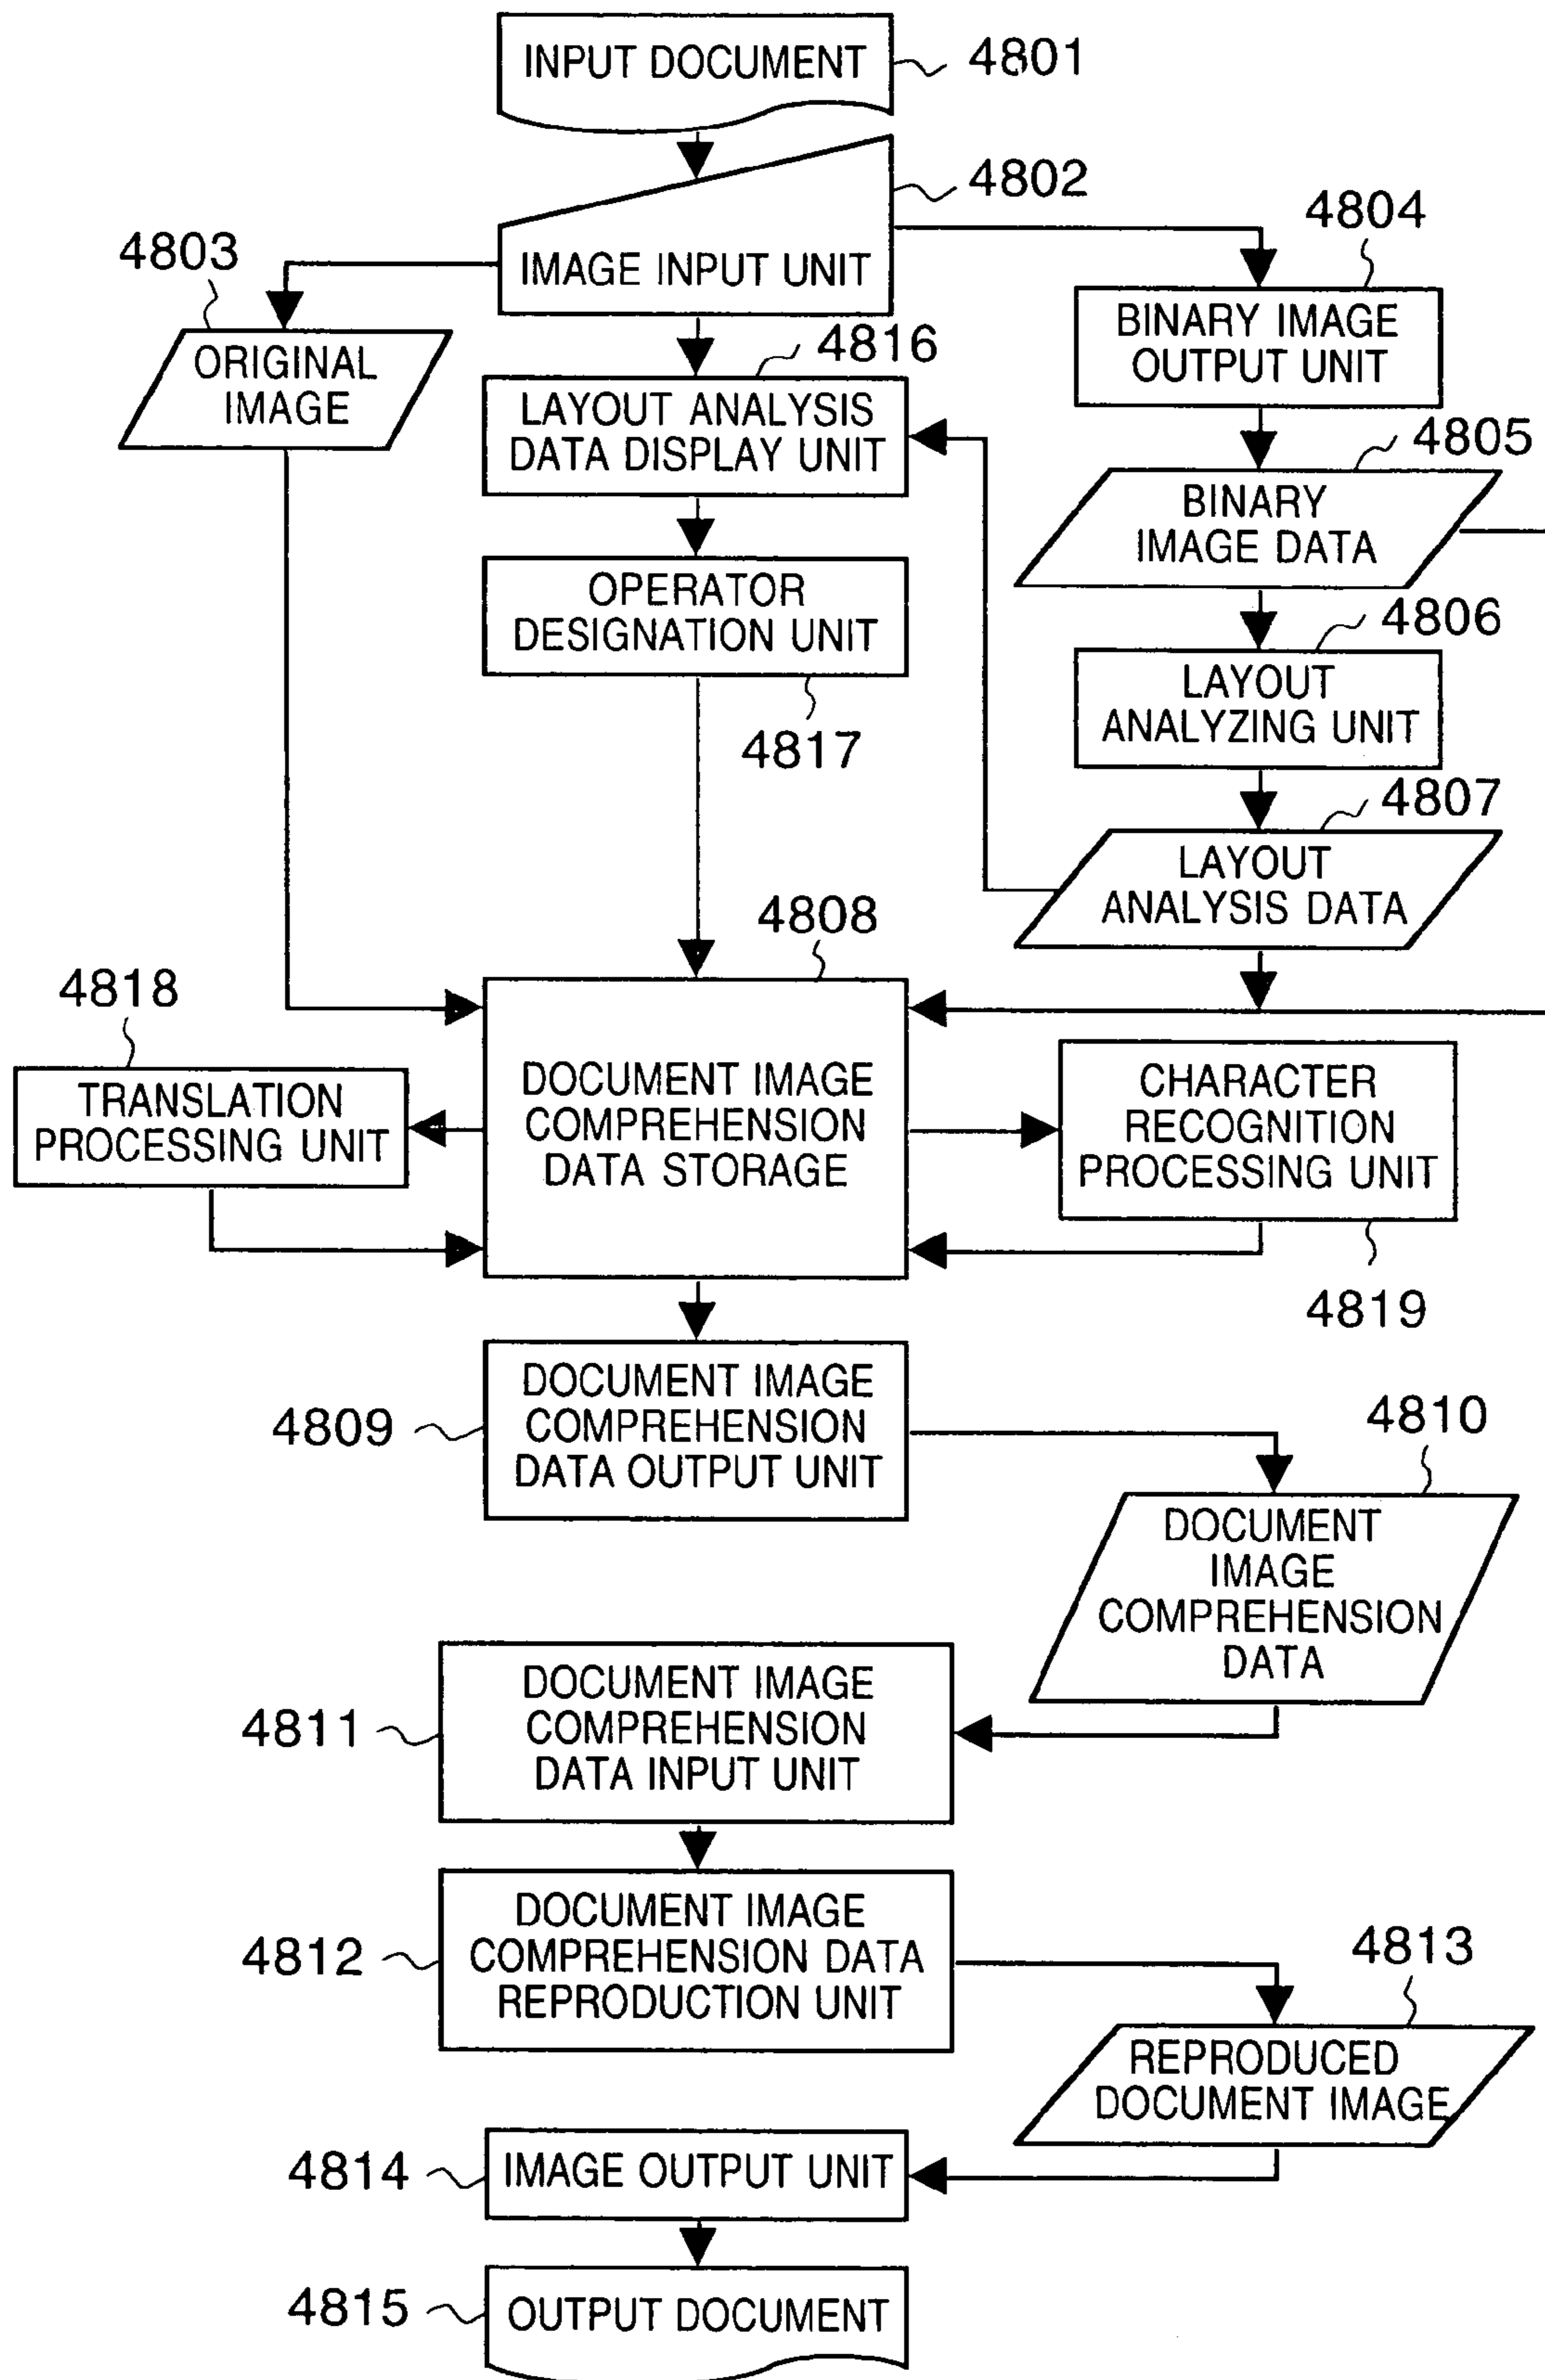 INPUT DOCUMENT
4801
4802
IMAGE INPUT UNIT
4803
ORIGINAL
IMAGE
4804
BINARY IMAGE
OUTPUT UNIT
4816
LAYOUT ANALYSIS
DATA DISPLAY UNIT
4805
BINARY
IMAGE DATA
OPERATOR
DESIGNATION UNIT
4817
4806
LAYOUT
ANALYZING UNIT
4807
LAYOUT
ANALYSIS DATA
4808
DOCUMENT IMAGE
COMPREHENSION
DATA STORAGE
4818
TRANSLATION
PROCESSING UNIT
CHARACTER
RECOGNITION
PROCESSING UNIT
4819
4809
DOCUMENT IMAGE
COMPREHENSION
DATA OUTPUT UNIT
4810
DOCUMENT
IMAGE
COMPREHENSION
DATA
4811
DOCUMENT IMAGE
COMPREHENSION
DATA INPUT UNIT
4812
DOCUMENT IMAGE
COMPREHENSION DATA
REPRODUCTION UNIT
4813
REPRODUCED
DOCUMENT IMAGE
4814
IMAGE OUTPUT UNIT
4815
OUTPUT DOCUMENT